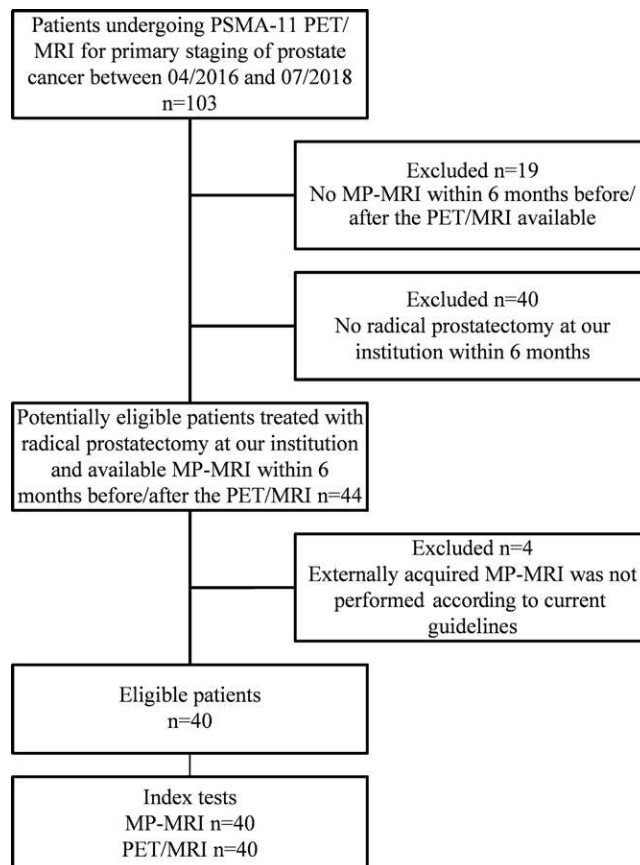 Patients undergoing PSMA-11 PET/
MRI for primary staging of prostate
cancer between 04/2016 and 07/2018
n=103
Excluded n=19
No MP-MRI within 6 months before/
after the PET/MRI available
Excluded n=40
No radical prostatectomy at our
institution within 6 months
Potentially eligible patients treated with
radical prostatectomy at our institution
and available MP-MRI within 6
months before/after the PET/MRI n=44
Excluded n=4
Externally acquired MP-MRI was not
performed according to current
guidelines
Eligible patients
n=40
Index tests
MP-MRI n=40
PET/MRI n=40